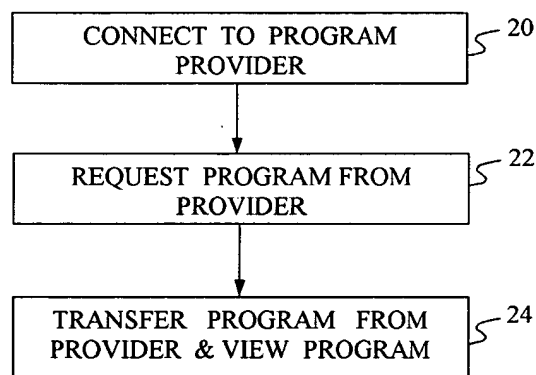 CONNECT TO PROGRAM
PROVIDER
20
REQUEST PROGRAM FROM
PROVIDER
22
TRANSFER PROGRAM FROM
PROVIDER & VIEW PROGRAM
24